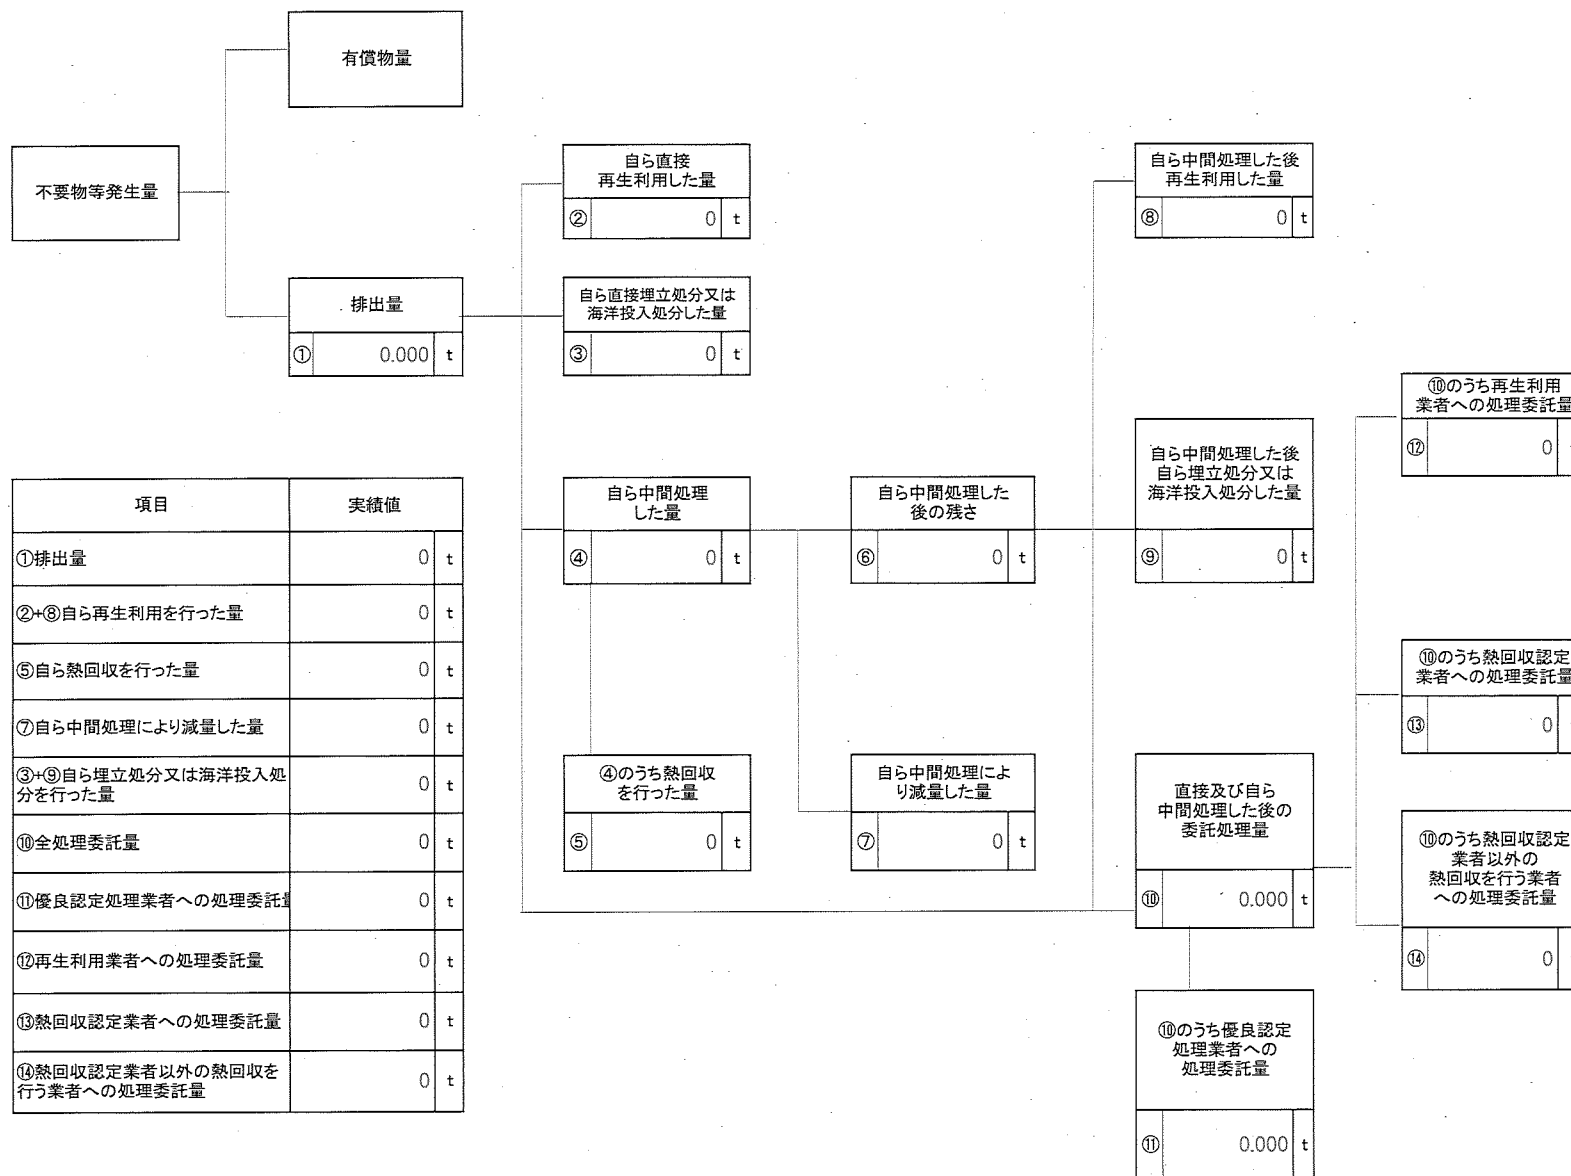 有償物量
不要物等発生量
排出量
① 0.000 t
自ら直接
再生利用した量
② 0 t
自ら直接埋立処分又は
海洋投入処分した量
③ 0 t
自ら中間処理
した量
④ 0 t
④のうち熱回収
を行った量
⑤ 0 t
自ら中間処理した
後の残さ
⑥ 0 t
自ら中間処理によ
り減量した量
⑦ 0 t
自ら中間処理した後
再生利用した量
⑧ 0 t
自ら中間処理した後
自ら埋立処分又は
海洋投入処分した量
⑨ 0 t
直接及び自ら
中間処理した後の
委託処理量
⑩ 0.000 t
⑩のうち優良認定
処理業者への
処理委託量
⑪ 0.000 t
⑩のうち再生利用
業者への処理委託量
⑫ 0
⑩のうち熱回収認定
業者への処理委託量
⑬ 0
⑩のうち熱回収認定
業者以外の
熱回収を行う業者
への処理委託量
⑭ 0
項目 実績値
①排出量 0 t
②+⑧自ら再生利用を行った量 0 t
⑤自ら熱回収を行った量 0 t
⑦自ら中間処理により減量した量 0 t
③+⑨自ら埋立処分又は海洋投入処
分を行った量 0 t
⑩全処理委託量 0 t
⑪優良認定処理業者への処理委託量 0 t
⑫再生利用業者への処理委託量 0 t
⑬熱回収認定業者への処理委託量 0 t
⑭熱回収認定業者以外の熱回収を
行う業者への処理委託量 0 t